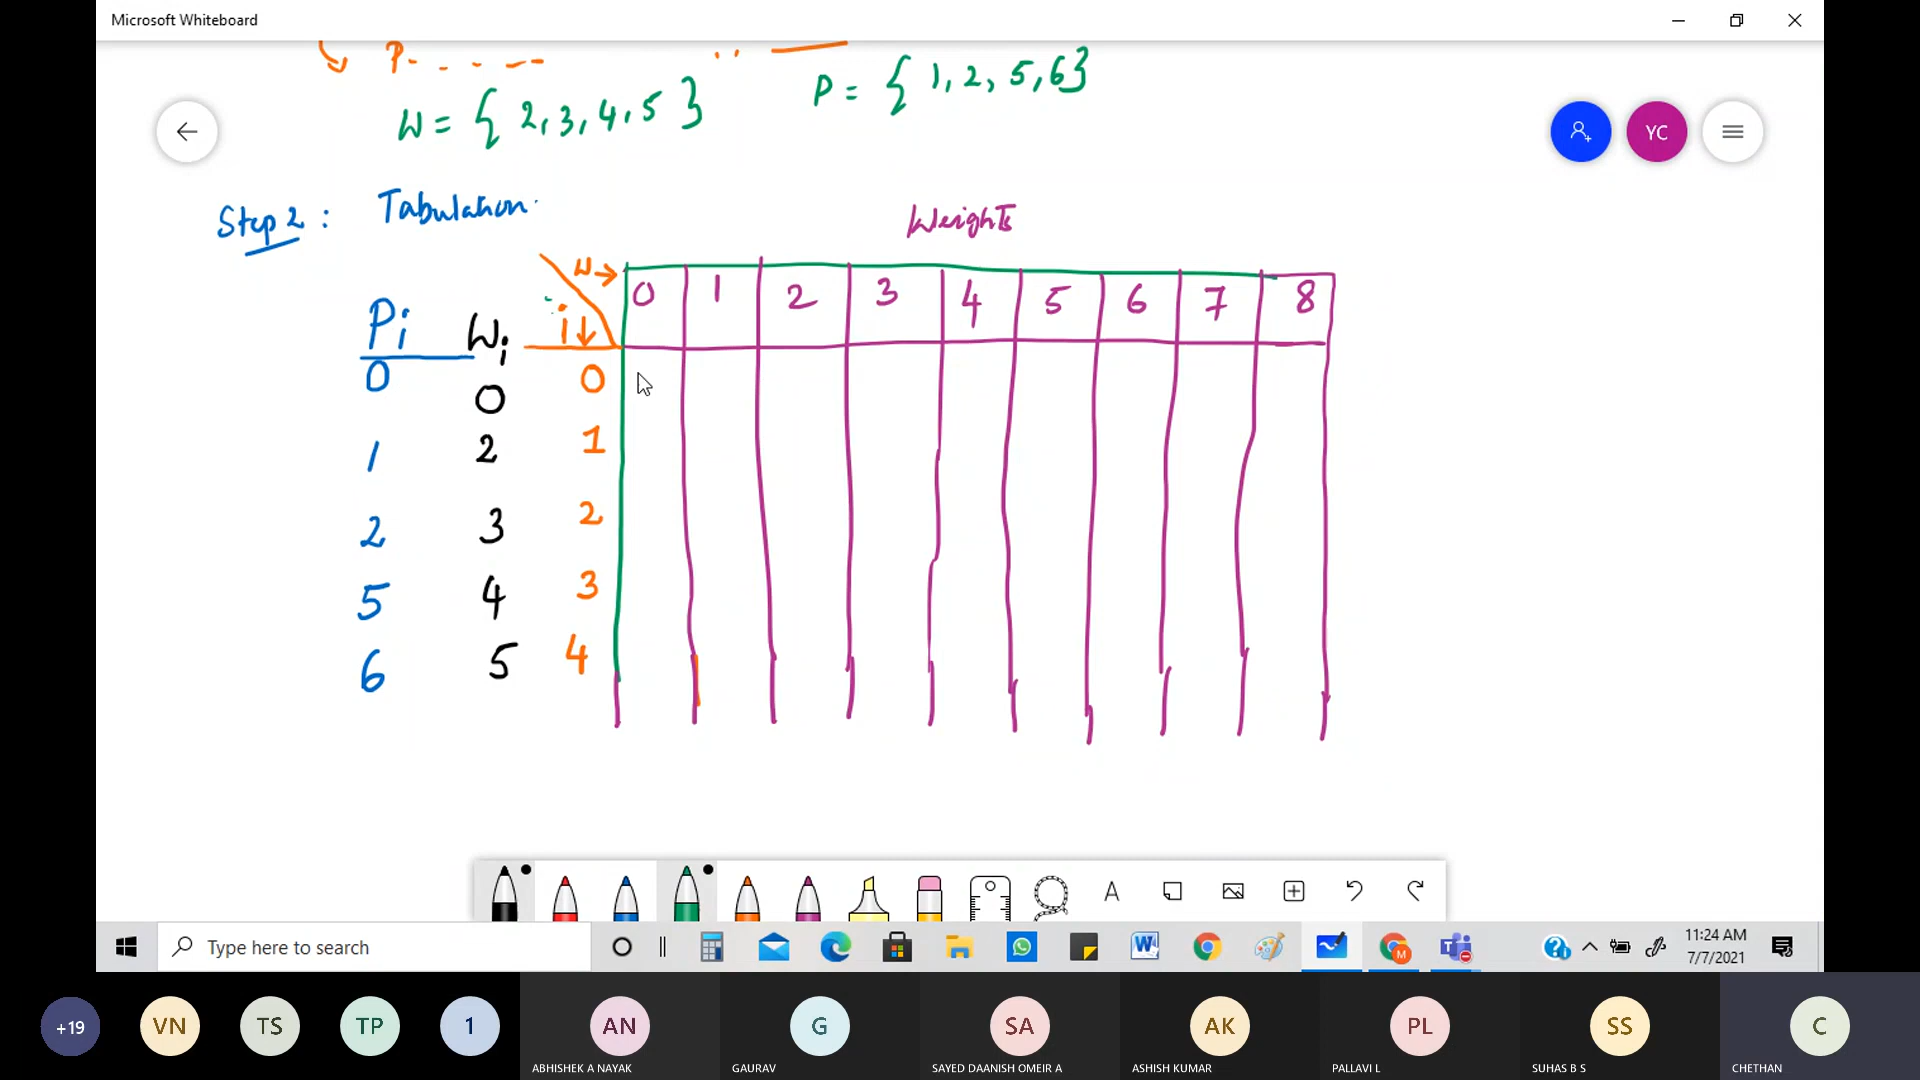 Microsoft Whiteboard
P
W = { 2, 3, 4, 5 } P = { 1, 2, 5, 6 }
YC
Step 2 : Tabulation
Weights
Pi Wi W→ i↓ 0 1 2 3 4 5 6 7 8
0 0 0
1 2 1
2 3 2
5 4 3
6 5 4
A
Type here to search
11:24 AM
7/7/2021
+19 VN TS TP 1 AN G SA AK PL SS C
ABHISHEK A NAYAK GAURAV SAYED DAANISH OMEIR A ASHISH KUMAR PALLAVI L SUHAS B S CHETHAN